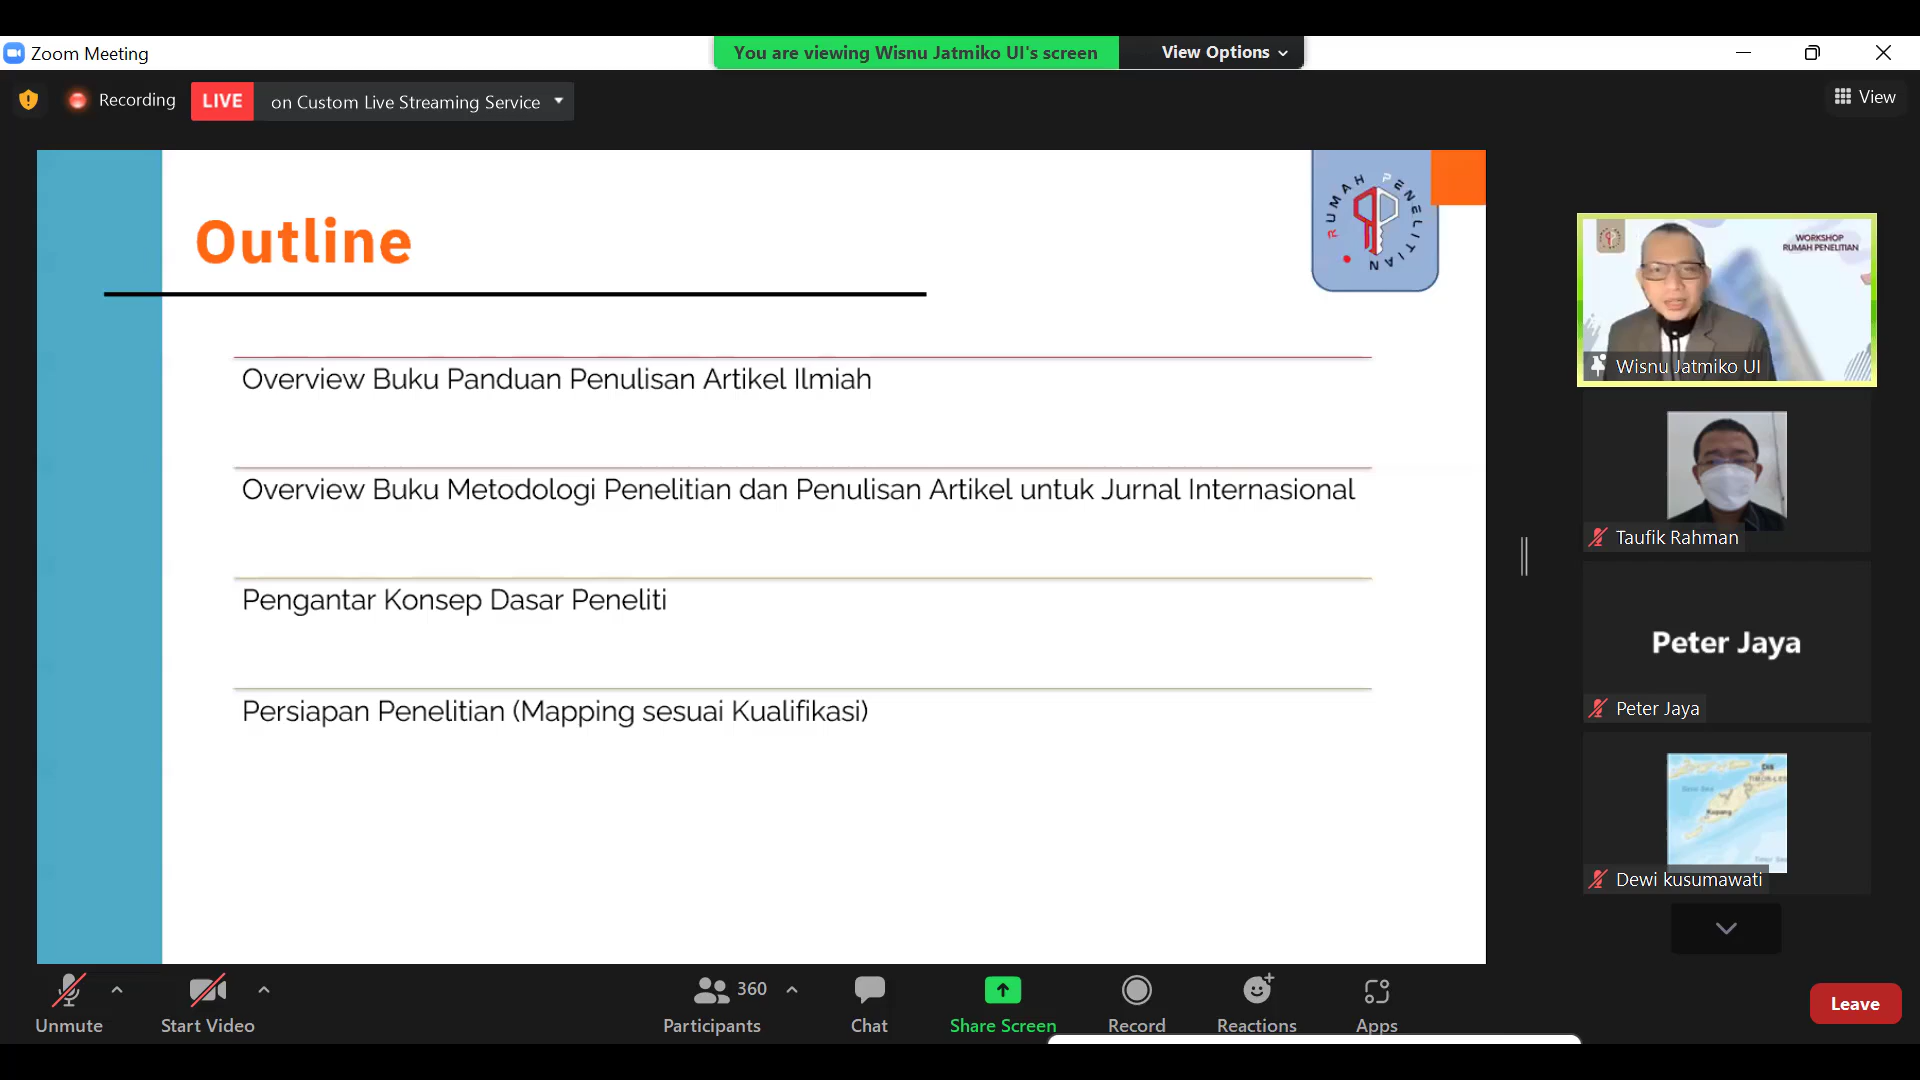 Zoom Meeting
You are viewing Wisnu Jatmiko UI's screen
View Options
Recording
LIVE
on Custom Live Streaming Service
View
Outline
RUMAH PENELITIAN
Overview Buku Panduan Penulisan Artikel Ilmiah
Overview Buku Metodologi Penelitian dan Penulisan Artikel untuk Jurnal Internasional
Pengantar Konsep Dasar Peneliti
Persiapan Penelitian (Mapping sesuai Kualifikasi)
WORKSHOP
RUMAH PENELITIAN
Wisnu Jatmiko UI
Taufik Rahman
Peter Jaya
Peter Jaya
Dili
Kupang
Dewi kusumawati
Unmute
Start Video
360
Participants
Chat
Share Screen
Record
Reactions
Apps
Leave